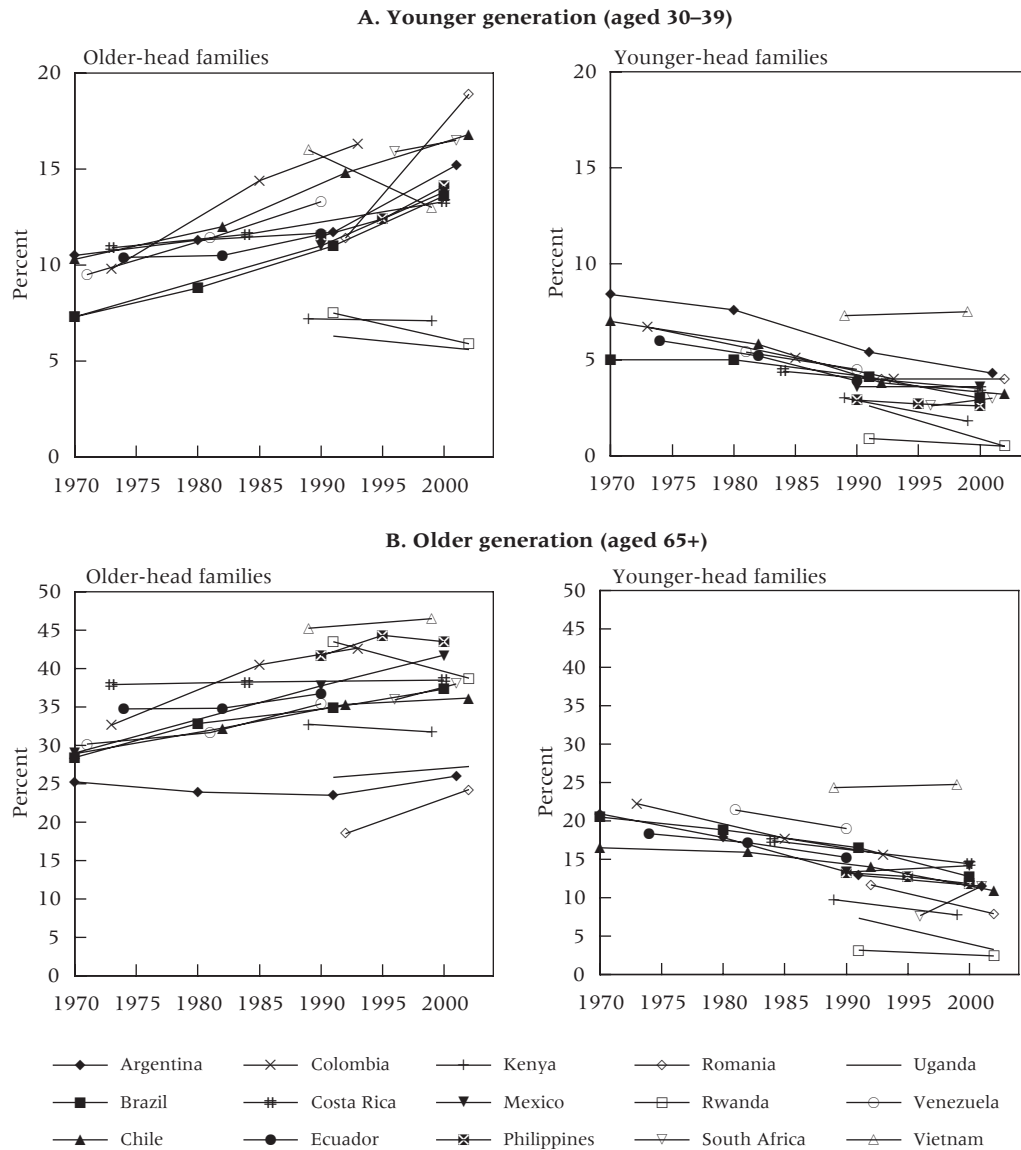 A. Younger generation (aged 30–39)
Older-head families
Younger-head families
Percent
20
15
10
5
0
1970 1975 1980 1985 1990 1995 2000
Percent
20
15
10
5
0
1970 1975 1980 1985 1990 1995 2000
B. Older generation (aged 65+)
Older-head families
Younger-head families
Percent
50
45
40
35
30
25
20
15
10
5
0
1970 1975 1980 1985 1990 1995 2000
Percent
50
45
40
35
30
25
20
15
10
5
0
1970 1975 1980 1985 1990 1995 2000
Argentina Colombia Kenya Romania Uganda
Brazil Costa Rica Mexico Rwanda Venezuela
Chile Ecuador Philippines South Africa Vietnam